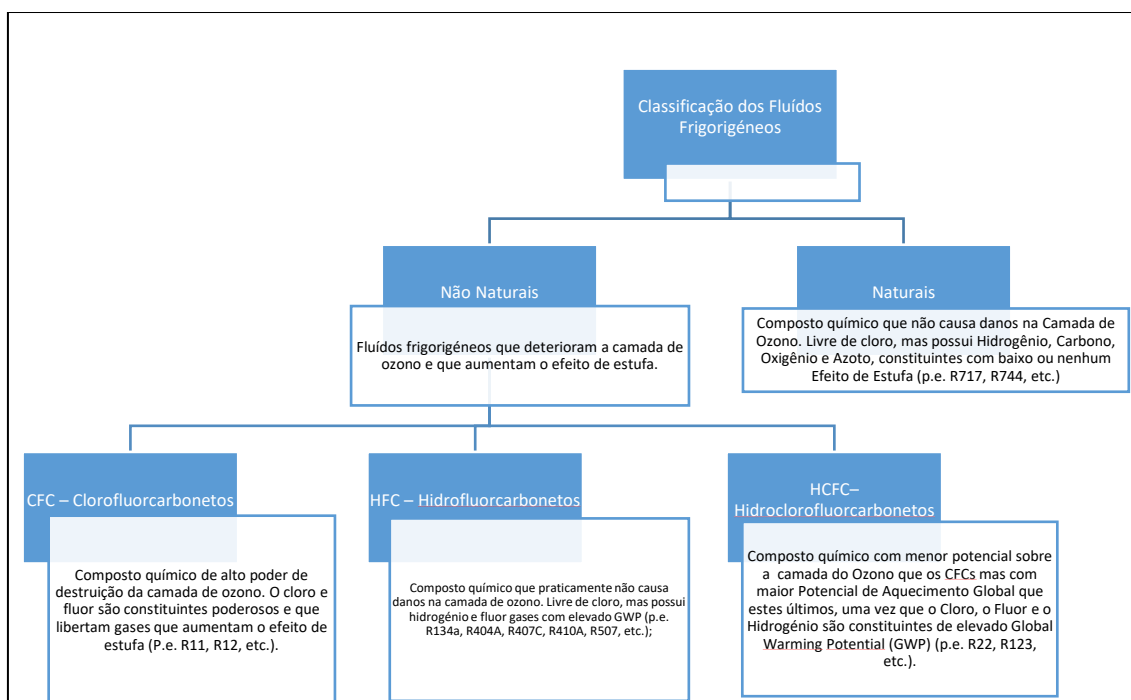 Classificação dos Fluídos
Frigorigéneos
Não Naturais
Fluídos frigorigéneos que deterioram a camada de
ozono e que aumentam o efeito de estufa.
Naturais
Composto químico que não causa danos na Camada de
Ozono. Livre de cloro, mas possui Hidrogênio, Carbono,
Oxigênio e Azoto, constituintes com baixo ou nenhum
Efeito de Estufa (p.e. R717, R744, etc.)
CFC – Clorofluorcarbonetos
Composto químico de alto poder de
destruição da camada de ozono. O cloro e
fluor são constituintes poderosos e que
libertam gases que aumentam o efeito de
estufa (P.e. R11, R12, etc.).
HFC – Hidrofluorcarbonetos
Composto químico que praticamente não causa
danos na camada de ozono. Livre de cloro, mas possui
hidrogénio e fluor gases com elevado GWP (p.e.
R134a, R404A, R407C, R410A, R507, etc.);
HCFC–
Hidroclorofluorcarbonetos
Composto químico com menor potencial sobre
a camada do Ozono que os CFCs mas com
maior Potencial de Aquecimento Global que
estes últimos, uma vez que o Cloro, o Fluor e o
Hidrogénio são constituintes de elevado Global
Warming Potential (GWP) (p.e. R22, R123,
etc.).